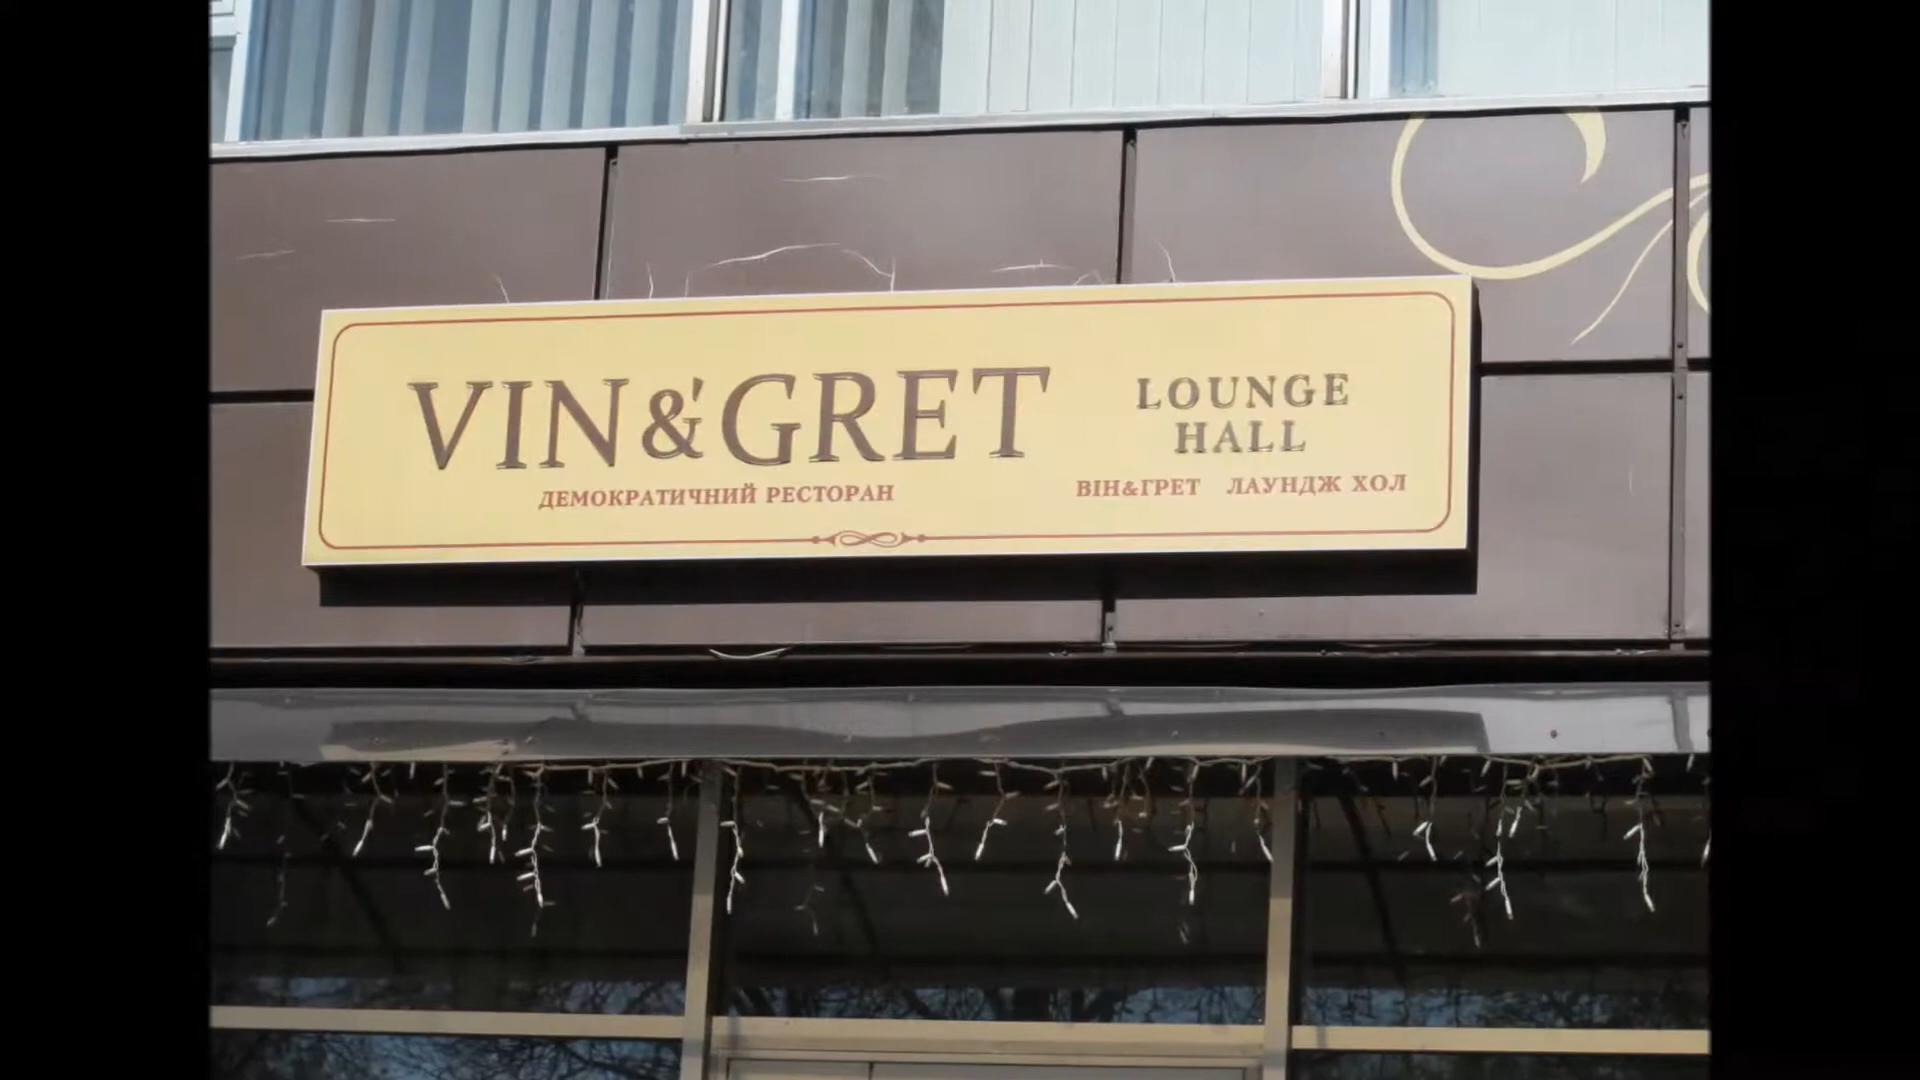 VIN&'GRET
ДЕМОКРАТИЧНИЙ РЕСТОРАН
LOUNGE
HALL
ВІН&ГРЕТ ЛАУНДЖ ХОЛ